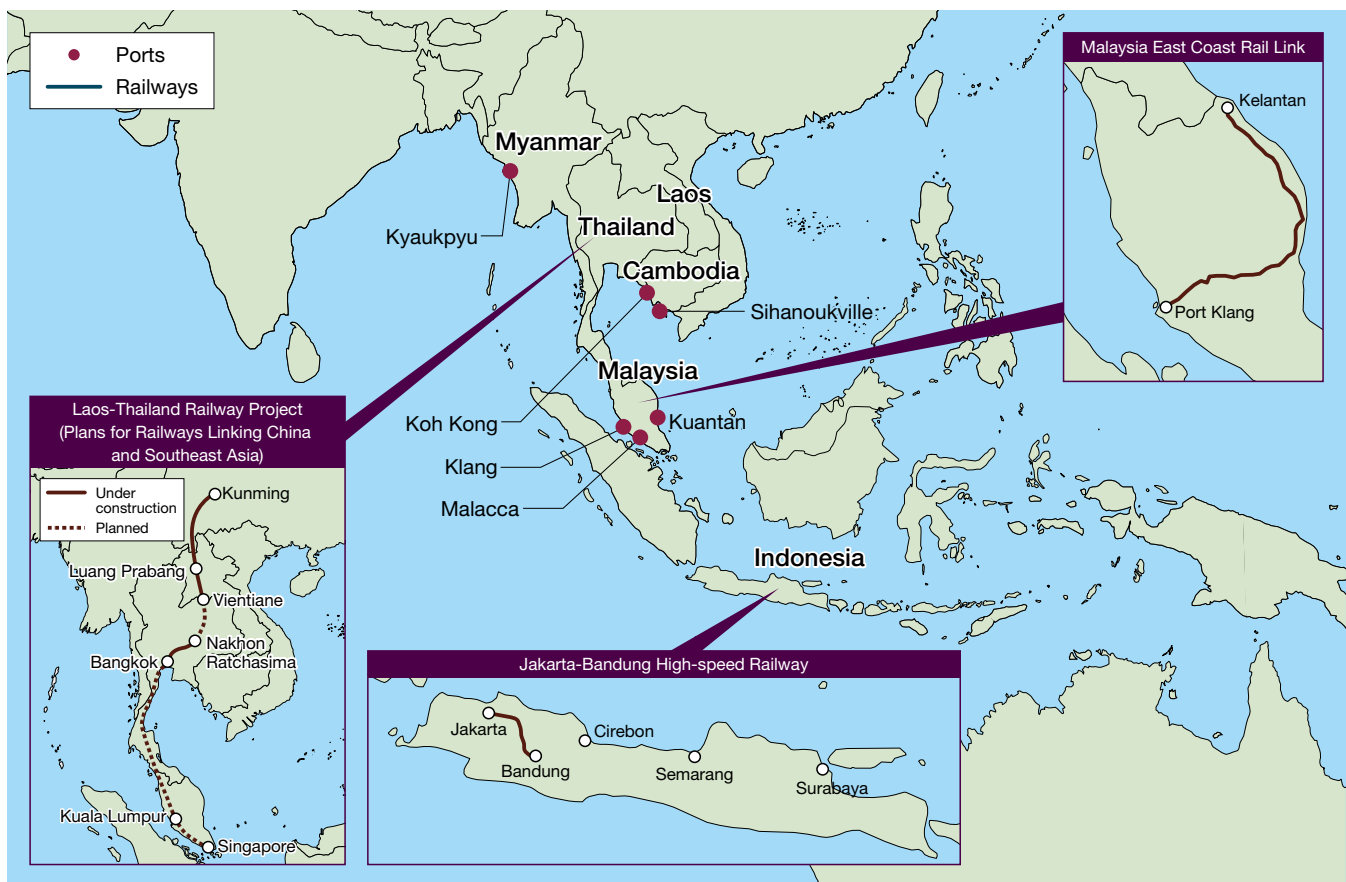 Ports
Railways
Malaysia East Coast Rail Link
Kelantan
Port Klang
Myanmar
Laos
Thailand
Kyaukpyu
Cambodia
Sihanoukville
Malaysia
Koh Kong
Kuantan
Klang
Malacca
Indonesia
Laos-Thailand Railway Project
(Plans for Railways Linking China
and Southeast Asia)
Under
construction
Planned
Kunming
Luang Prabang
Vientiane
Nakhon
Ratchasima
Bangkok
Kuala Lumpur
Singapore
Jakarta-Bandung High-speed Railway
Jakarta
Cirebon
Bandung
Semarang
Surabaya